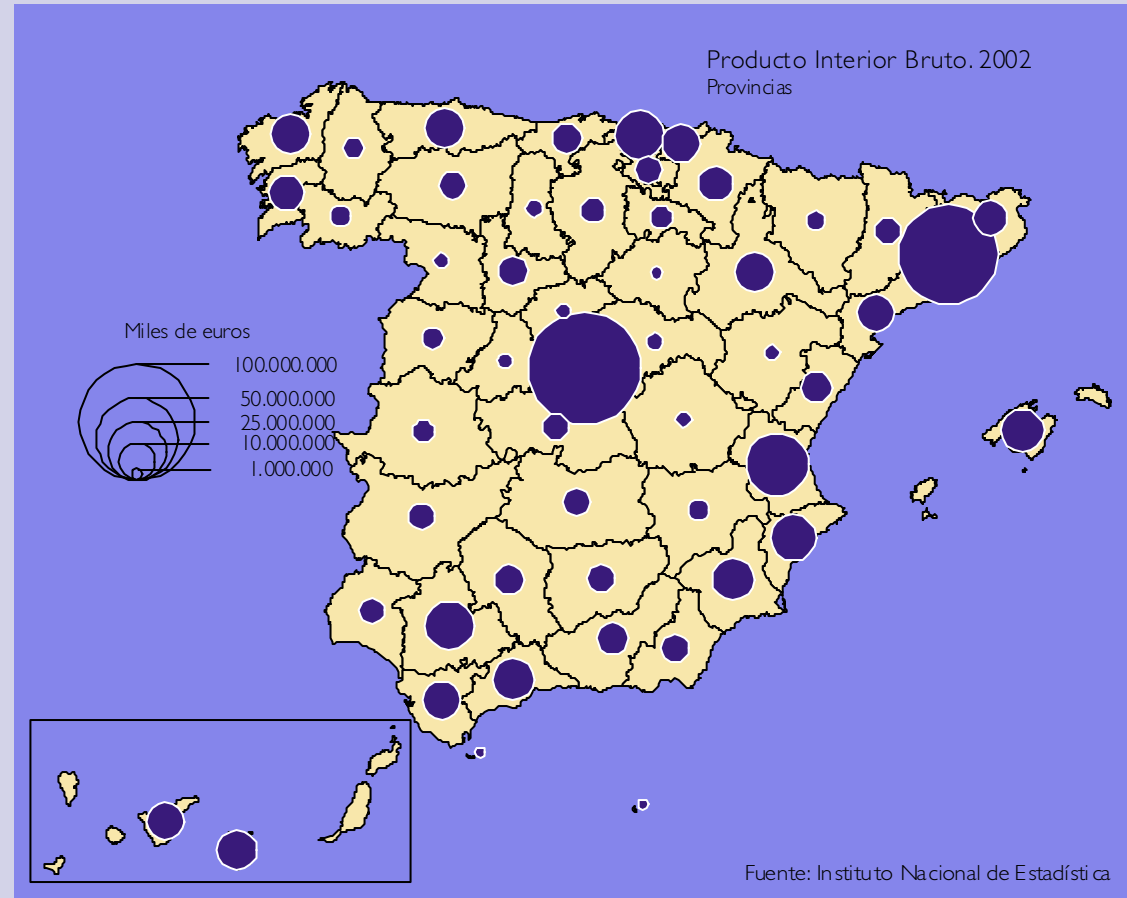 Producto Interior Bruto. 2002
Provincias
Miles de euros
100.000.000
50.000.000
25.000.000
10.000.000
1.000.000
Fuente: Instituto Nacional de Estadística